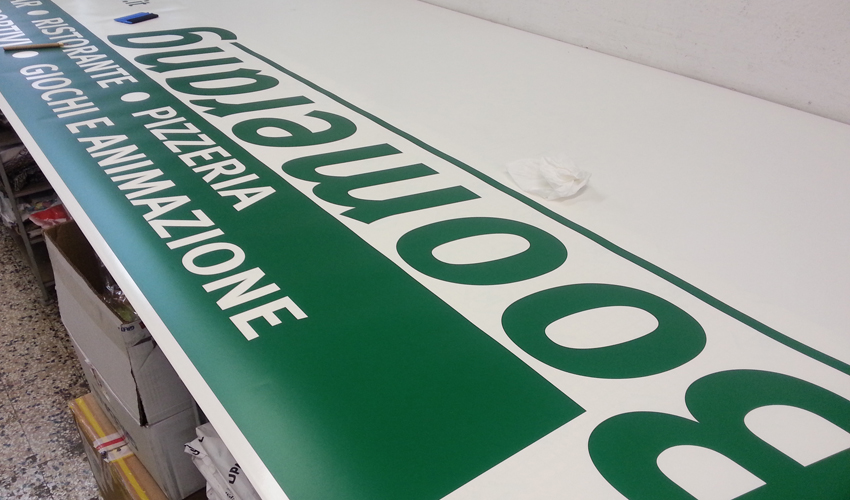 Boomerang
• RISTORANTE • PIZZERIA
• GIOCHI E ANIMAZIONE